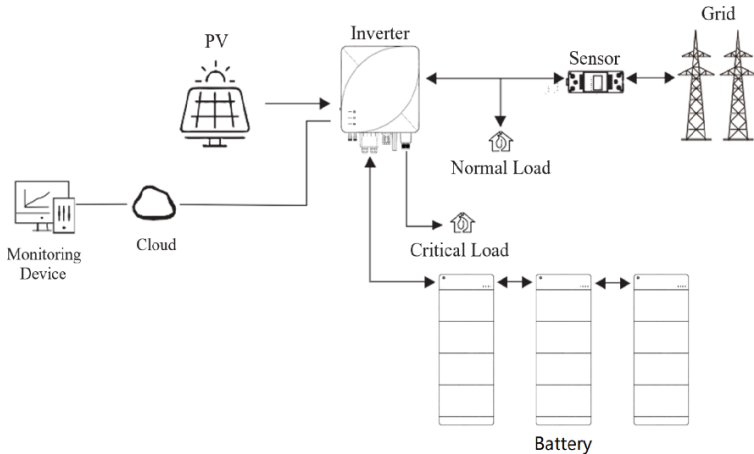 Grid
Inverter
PV
Sensor
Normal Load
Critical Load
Cloud
Monitoring
Device
Battery